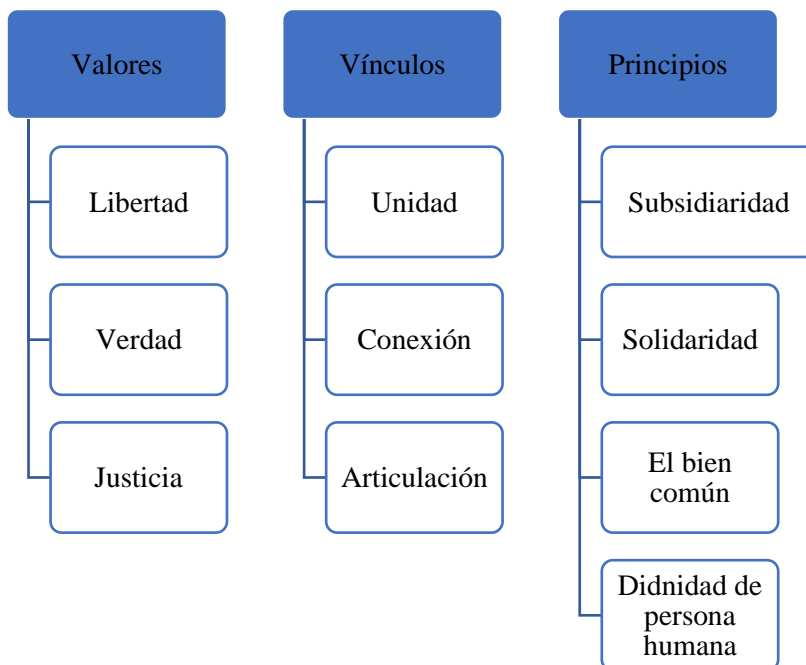 Valores
Libertad
Verdad
Justicia
Vínculos
Unidad
Conexión
Articulación
Principios
Subsidiaridad
Solidaridad
El bien
común
Didnidad de
persona
humana